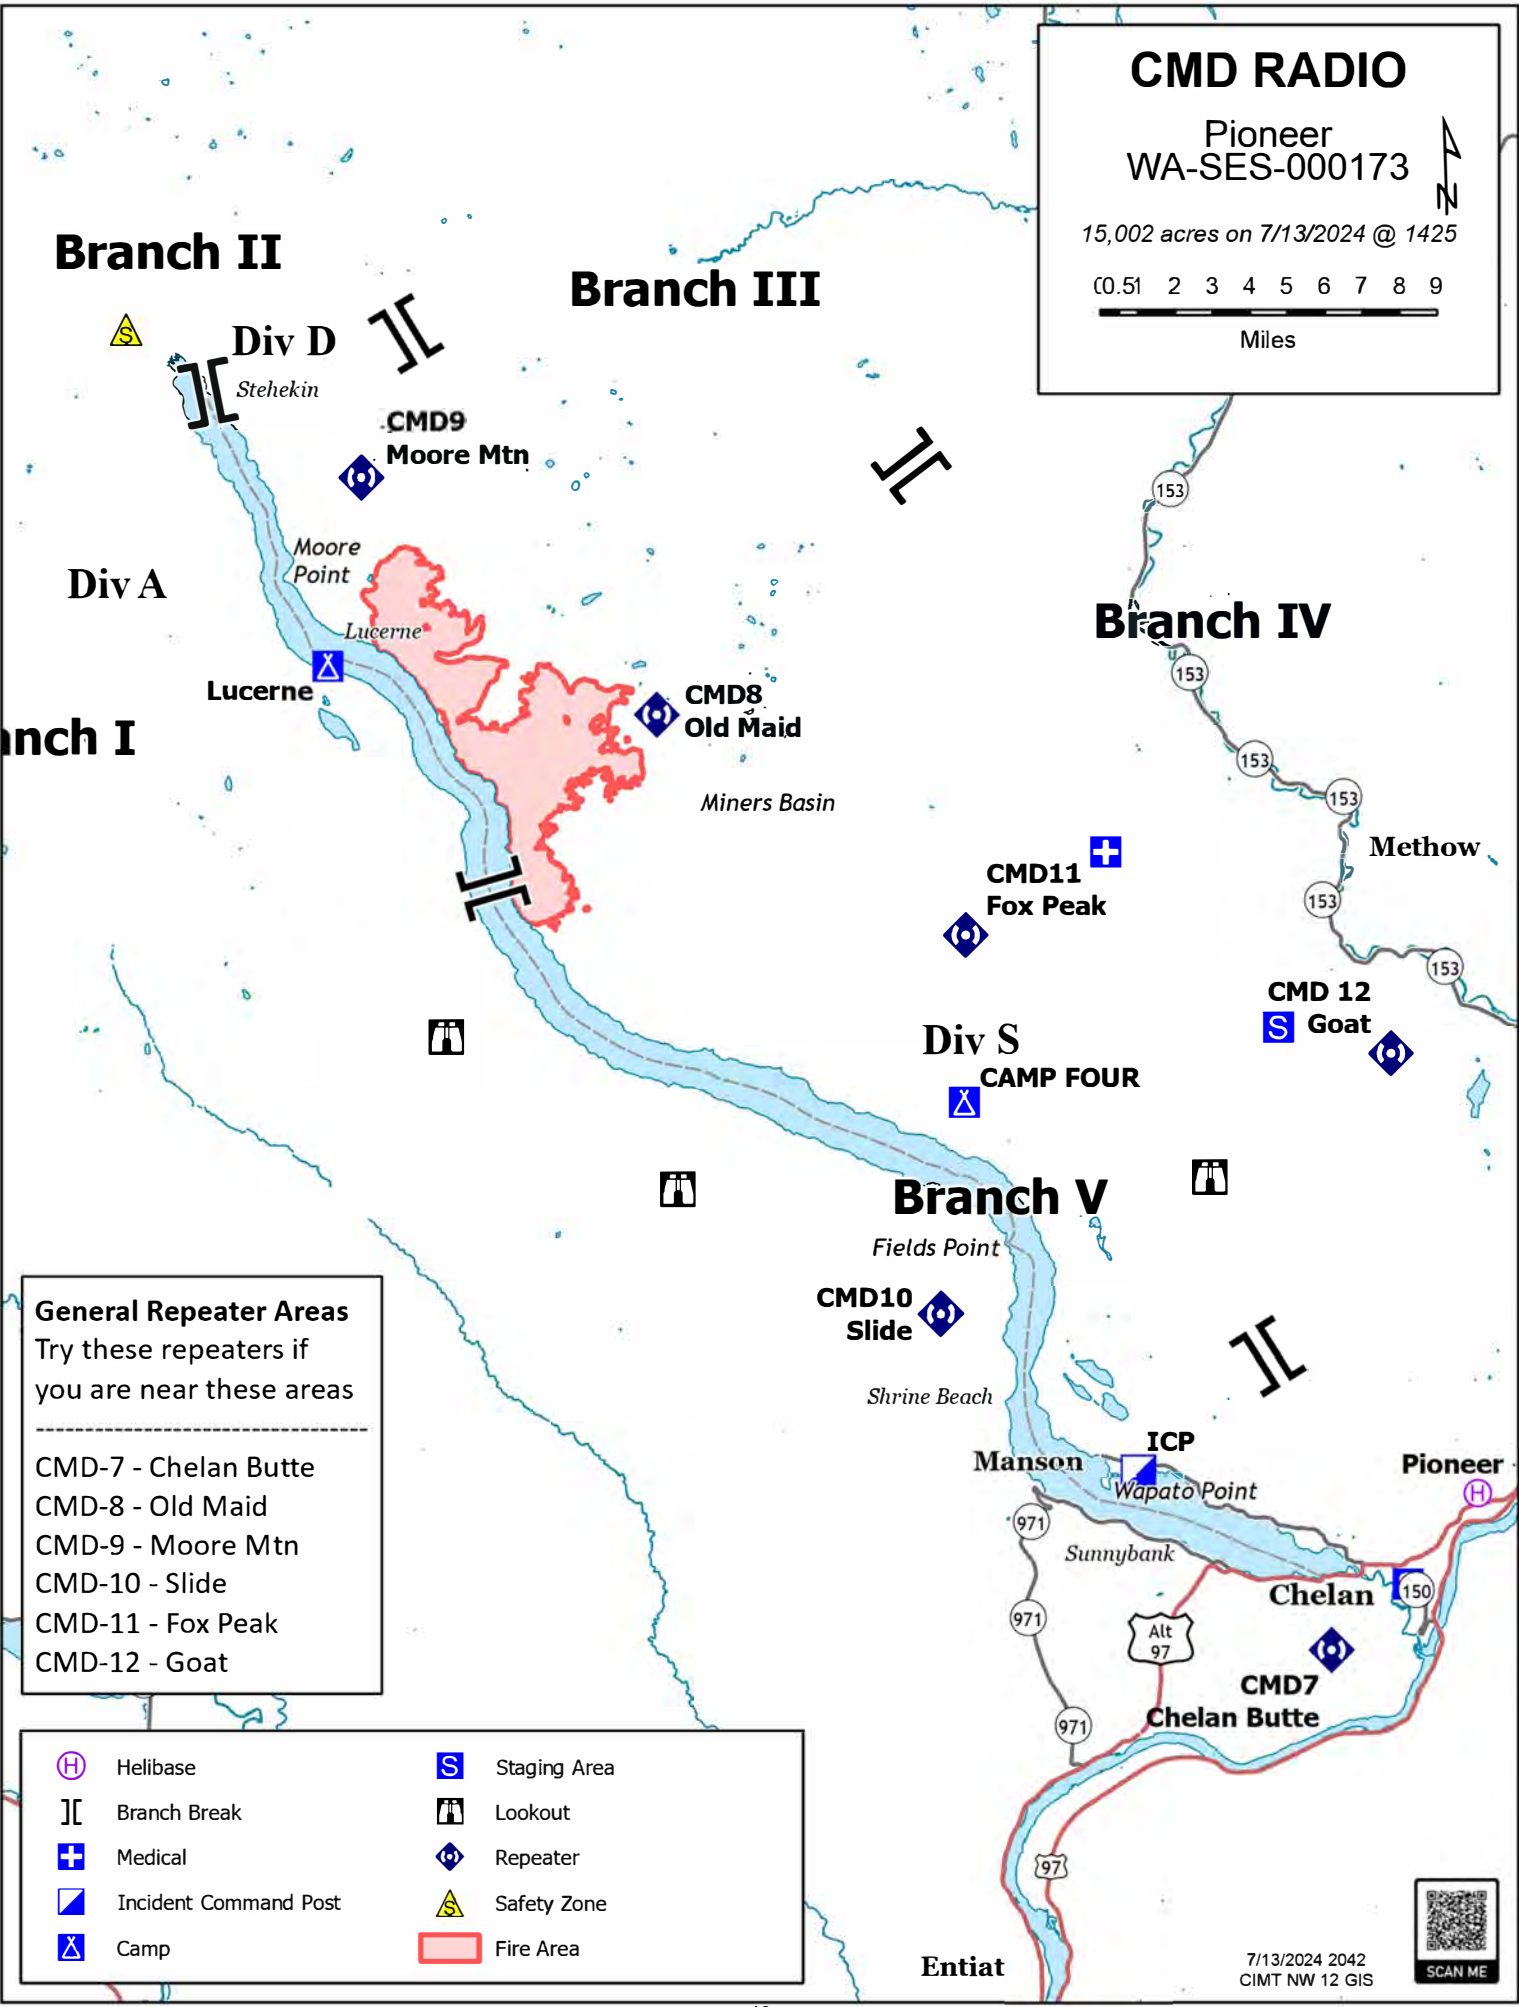 CMD RADIO
Pioneer
WA-SES-000173
N
15,002 acres on 7/13/2024 @ 1425
0 0.5 1 2 3 4 5 6 7 8 9
Miles
Branch II
Branch III
S
Div D
Stehekin
CMD9
Moore Mtn
153
Moore
Point
Div A
Branch IV
Lucerne
153
Lucerne
CMD8
Old Maid
anch I
153
153
Miners Basin
Methow
CMD11
Fox Peak
153
153
CMD 12
S Goat
Div S
CAMP FOUR
Branch V
Fields Point
CMD10
Slide
General Repeater Areas
Try these repeaters if
you are near these areas
--------------------------------
CMD-7 - Chelan Butte
CMD-8 - Old Maid
CMD-9 - Moore Mtn
CMD-10 - Slide
CMD-11 - Fox Peak
CMD-12 - Goat
Shrine Beach
ICP
Manson
Pioneer
Wapato Point
H
971
Sunnybank
Chelan
150
971
Alt
97
CMD7
Chelan Butte
971
H Helibase
Branch Break
Medical
Incident Command Post
Camp
S Staging Area
Lookout
Repeater
S Safety Zone
Fire Area
97
Entiat
7/13/2024 2042
CIMT NW 12 GIS
SCAN ME